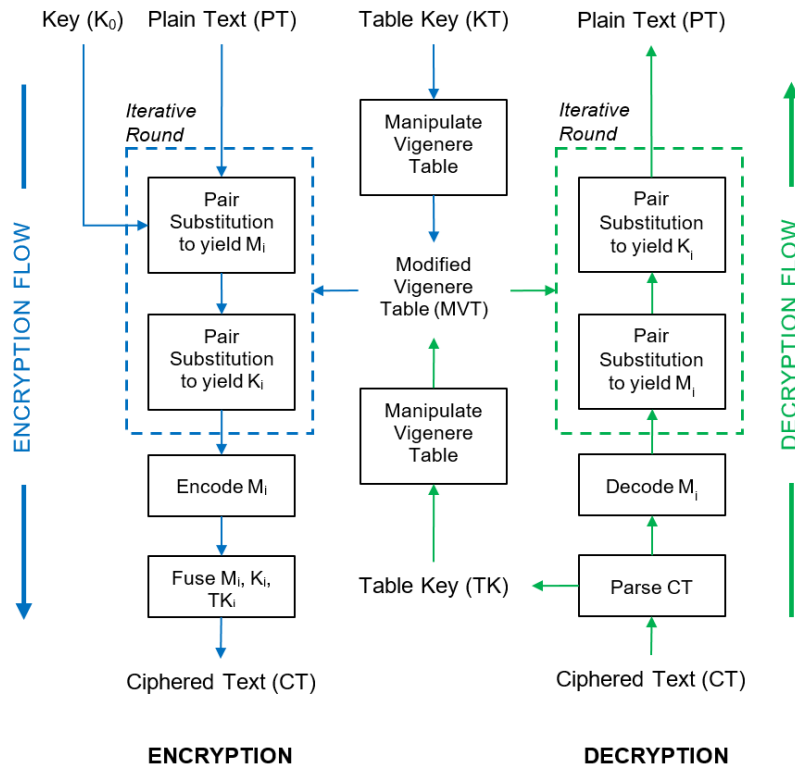 Key (K₀)
Plain Text (PT)
Table Key (KT)
Plain Text (PT)
Iterative
Round
Manipulate
Vigenere
Table
Iterative
Round
Pair
Substitution
to yield Mᵢ
Pair
Substitution
to yield Kᵢ
Modified
Vigenere
Table (MVT)
Pair
Substitution
to yield Kᵢ
Pair
Substitution
to yield Mᵢ
ENCRYPTION FLOW
DECRYPTION FLOW
Manipulate
Vigenere
Table
Encode Mᵢ
Decode Mᵢ
Fuse Mᵢ, Kᵢ,
TKᵢ
Table Key (TK)
Parse CT
Ciphered Text (CT)
Ciphered Text (CT)
ENCRYPTION
DECRYPTION